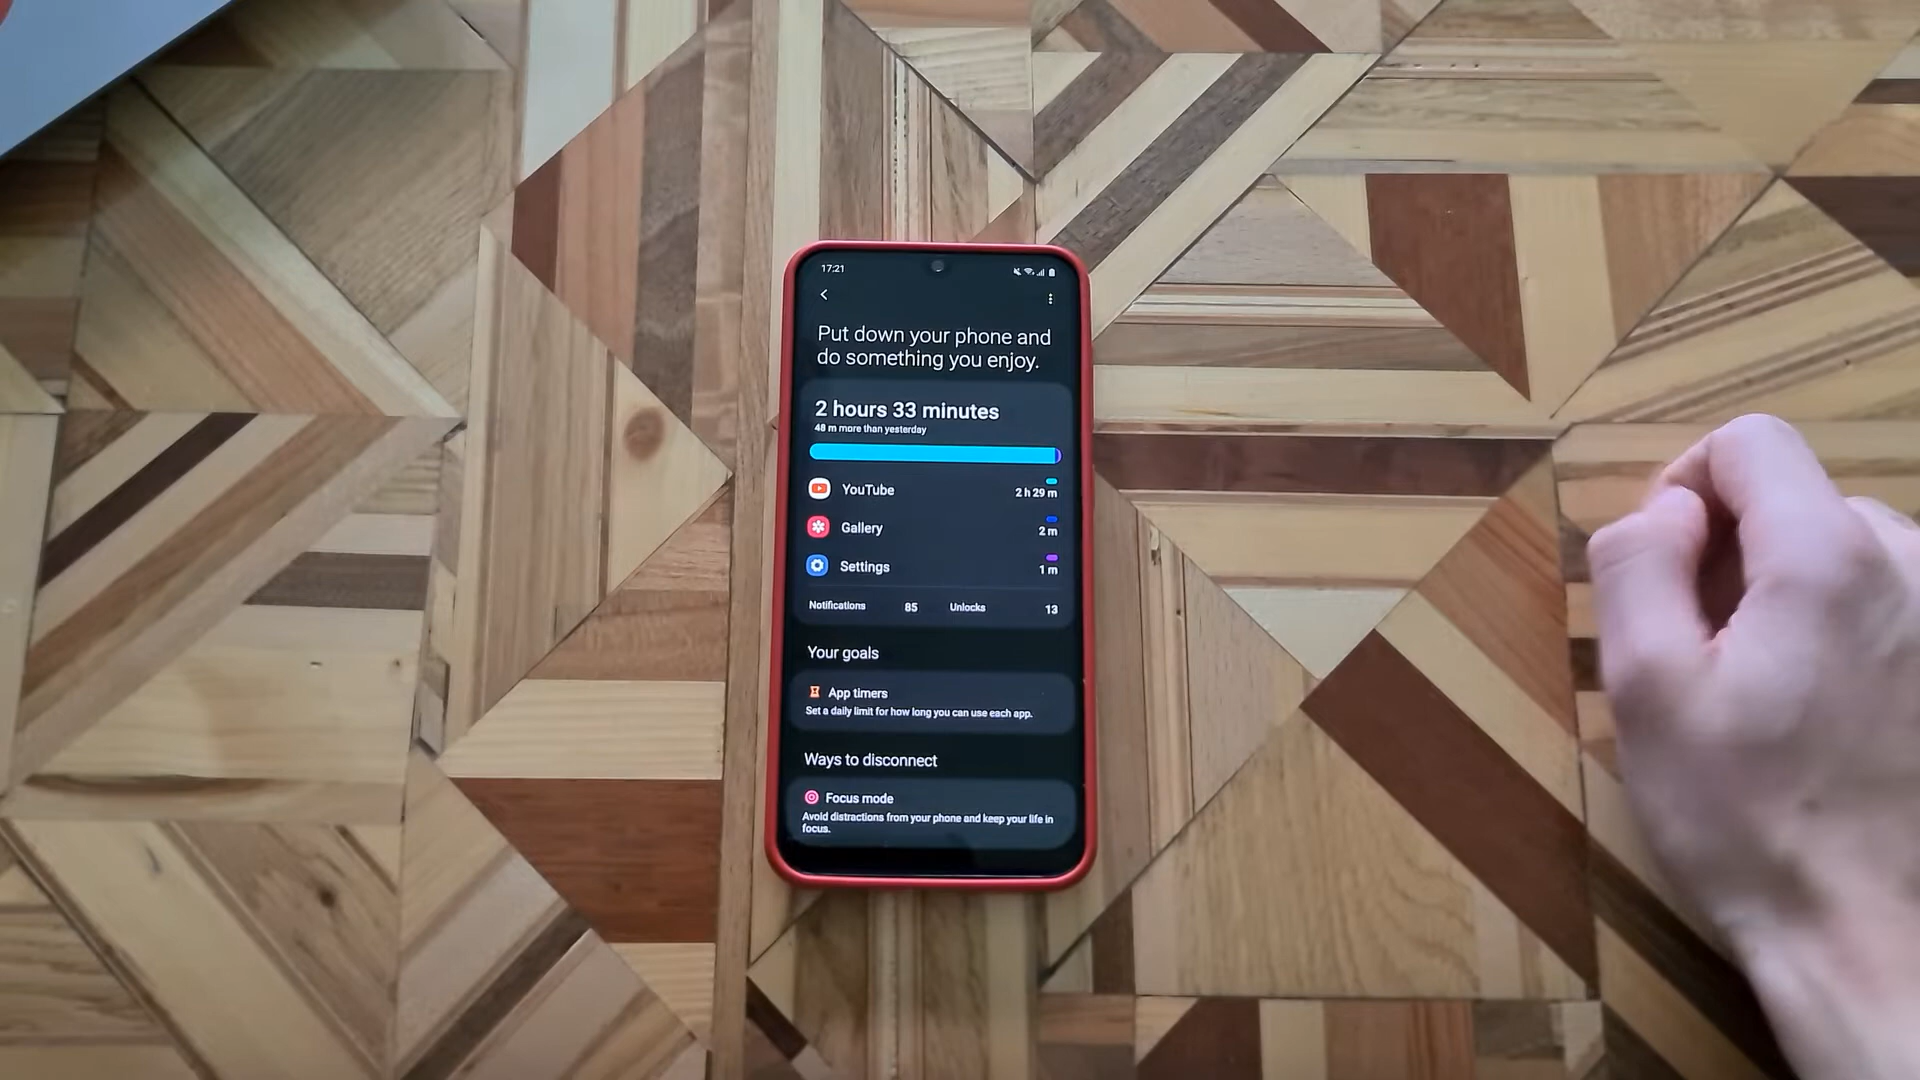 17:21
Put down your phone and
do something you enjoy.
2 hours 33 minutes
48 m more than yesterday
YouTube 2 h 29 m
Gallery 2 m
Settings 1 m
Notifications 85 Unlocks 13
Your goals
App timers
Set a daily limit for how long you can use each app.
Ways to disconnect
Focus mode
Avoid distractions from your phone and keep your life in
focus.